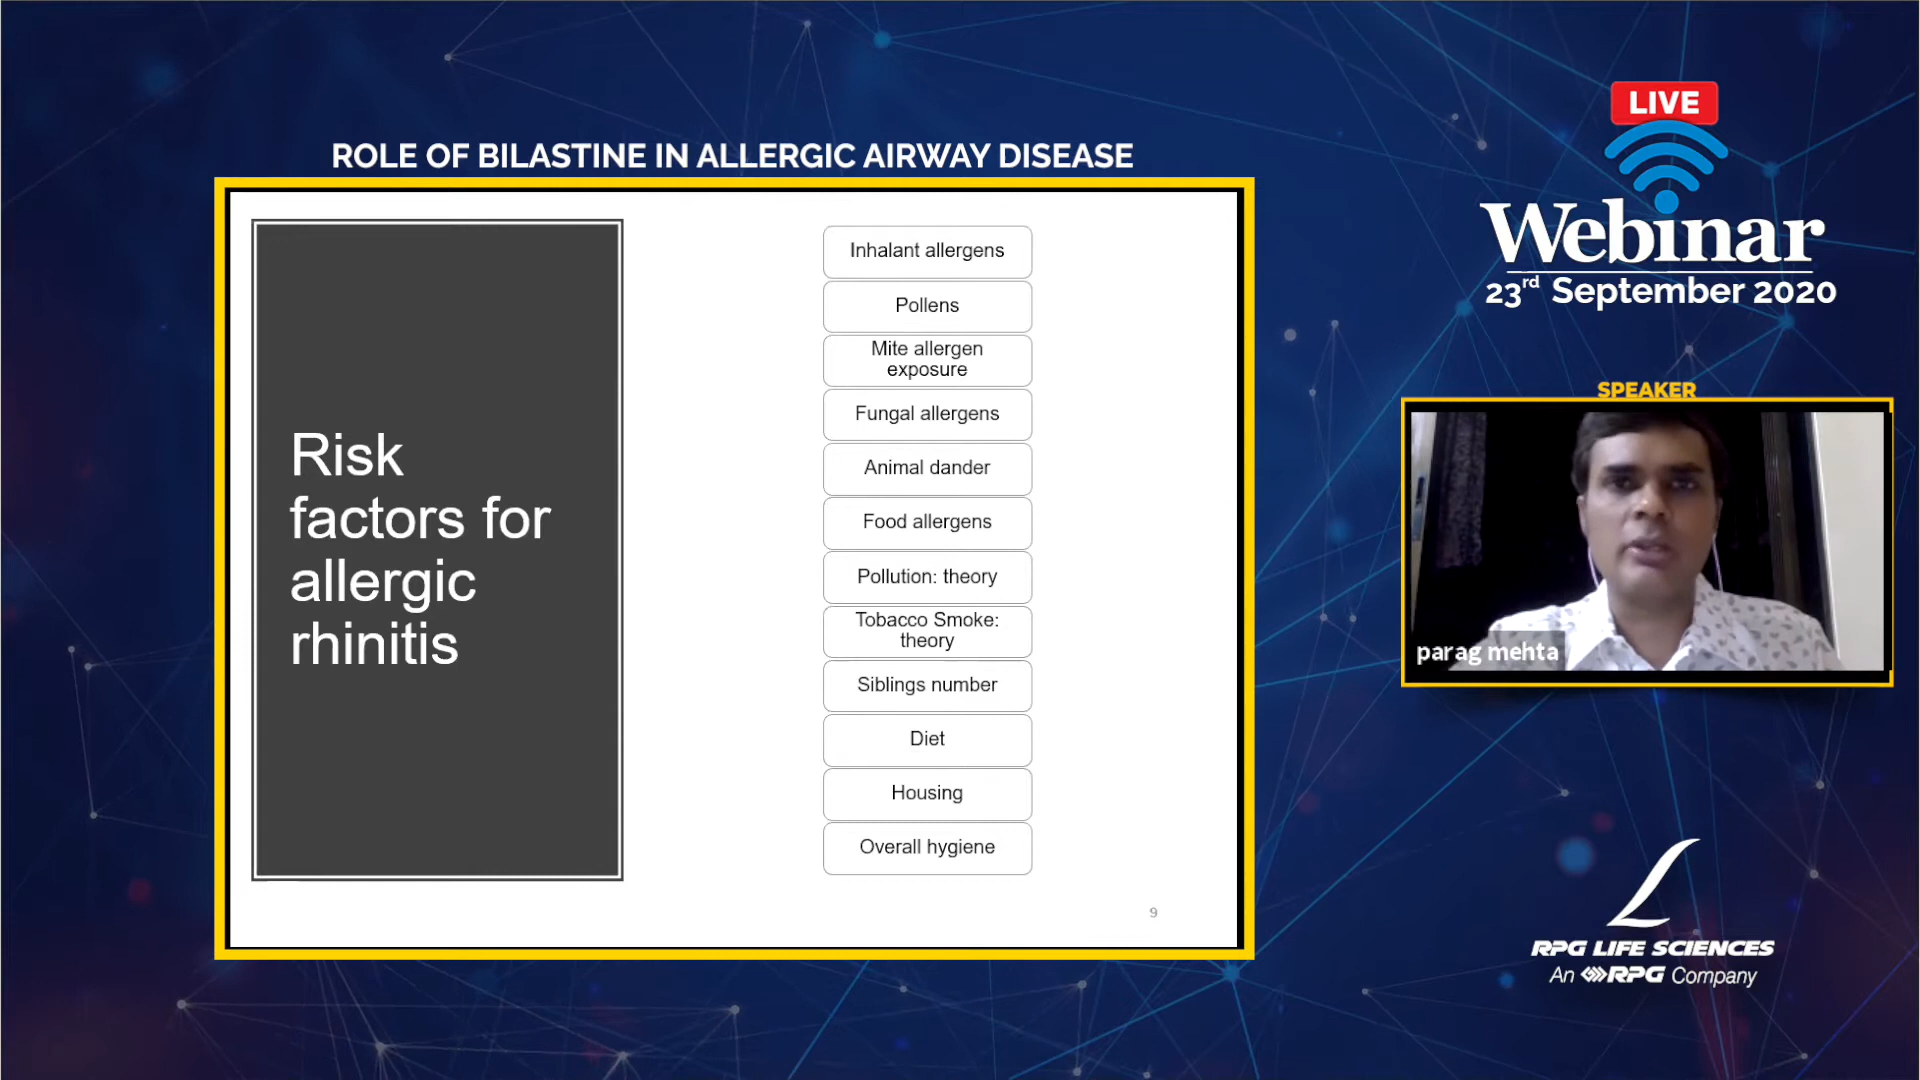 ROLE OF BILASTINE IN ALLERGIC AIRWAY DISEASE
Risk
factors for
allergic
rhinitis
Inhalant allergens
Pollens
Mite allergen
exposure
Fungal allergens
Animal dander
Food allergens
Pollution: theory
Tobacco Smoke:
theory
Siblings number
Diet
Housing
Overall hygiene
9
LIVE
Webinar
23rd September 2020
SPEAKER
parag mehta
RPG LIFE SCIENCES
An RPG Company